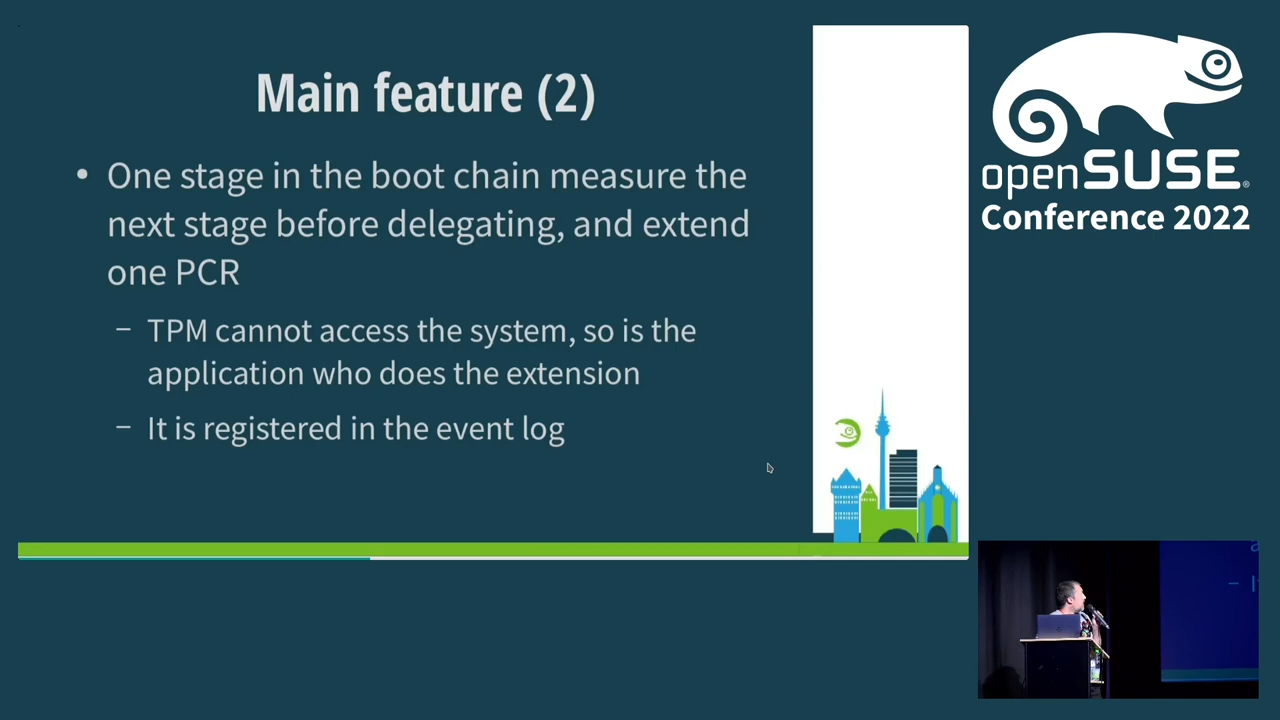 Main feature (2)
• One stage in the boot chain measure the
next stage before delegating, and extend
one PCR
– TPM cannot access the system, so is the
application who does the extension
– It is registered in the event log
openSUSE®
Conference 2022